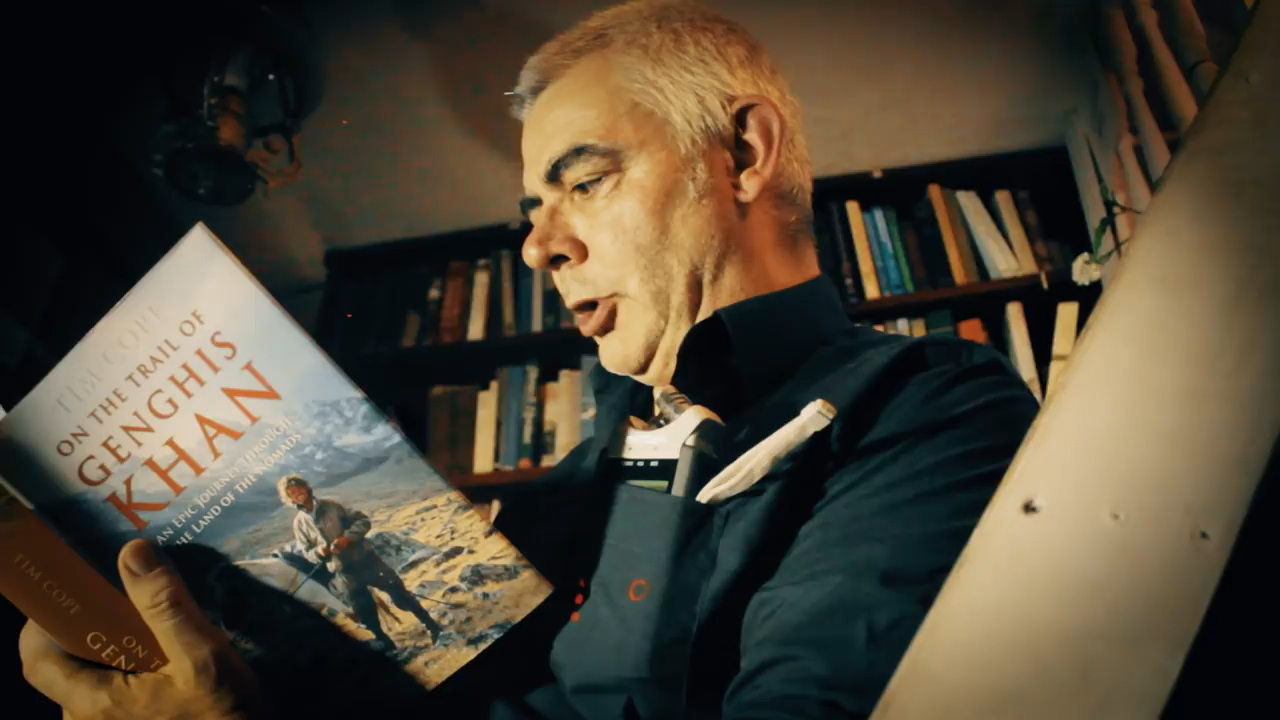 TIM COPE
ON THE TRAIL OF
GENGHIS
KHAN
AN EPIC JOURNEY THROUGH
THE LAND OF THE NOMADS
TIM COPE
ON T
GEN